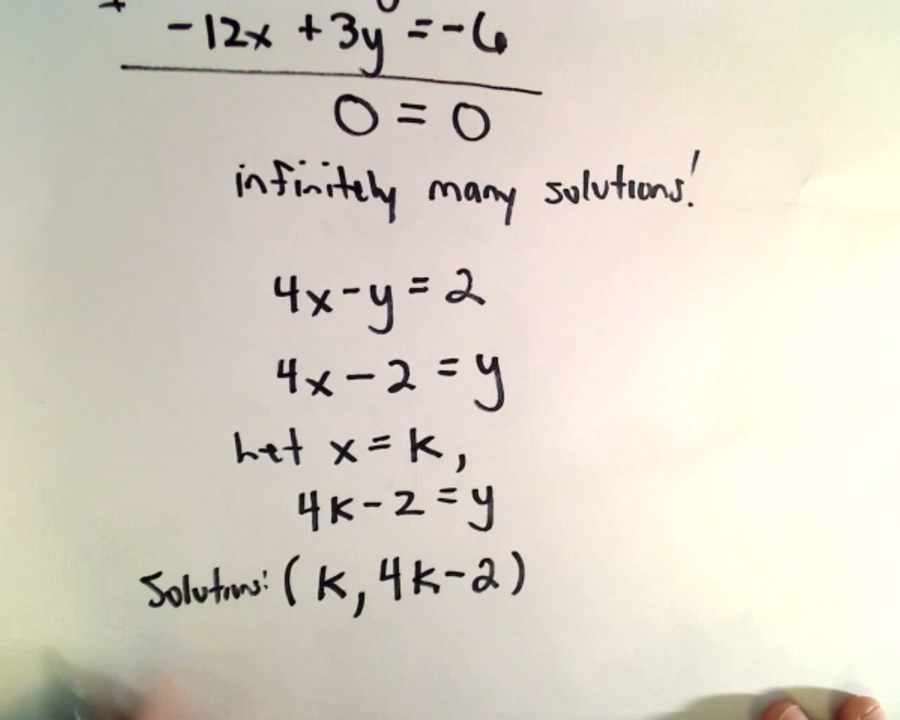 +
-12x + 3y = -6
0 = 0
infinitely many solutions!
4x - y = 2
4x - 2 = y
Let x = k,
4k - 2 = y
Solutions: (k, 4k - 2)